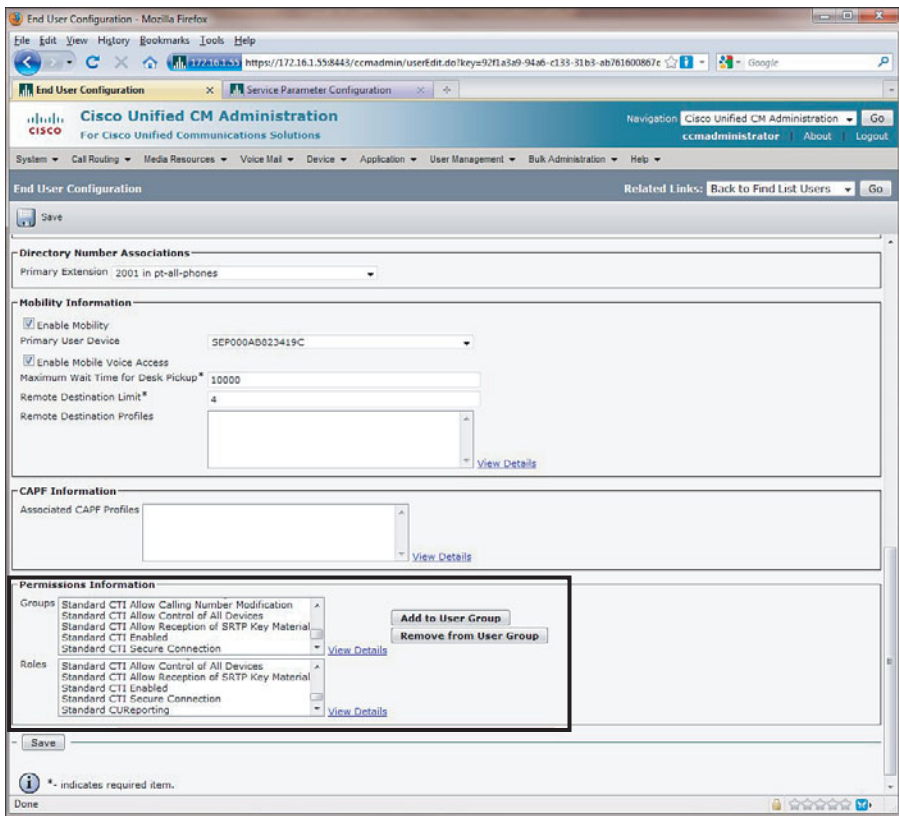 End User Configuration - Mozilla Firefox
File Edit View History Bookmarks Tools Help
172.16.1.55 https://172.16.1.55:8443/ccmadmin/userEdit.do?key=92f1a3a9-94a6-c133-31b3-ab761600867c Google
End User Configuration Service Parameter Configuration
cisco Cisco Unified CM Administration Navigation Cisco Unified CM Administration Go
For Cisco Unified Communications Solutions ccmadministrator About Logout
System Call Routing Media Resources Voice Mail Device Application User Management Bulk Administration Help
End User Configuration Related Links: Back to Find List Users Go
Save
Directory Number Associations
Primary Extension 2001 in pt-all-phones
Mobility Information
Enable Mobility
Primary User Device SEP000AB823419C
Enable Mobile Voice Access
Maximum Wait Time for Desk Pickup* 10000
Remote Destination Limit* 4
Remote Destination Profiles
View Details
CAPF Information
Associated CAPF Profiles
View Details
Permissions Information
Groups Standard CTI Allow Calling Number Modification
Standard CTI Allow Control of All Devices
Standard CTI Allow Reception of SRTP Key Material
Standard CTI Enabled
Standard CTI Secure Connection
View Details
Add to User Group
Remove from User Group
Roles Standard CTI Allow Control of All Devices
Standard CTI Allow Reception of SRTP Key Material
Standard CTI Enabled
Standard CTI Secure Connection
Standard CUReporting
View Details
Save
*- indicates required item.
Done